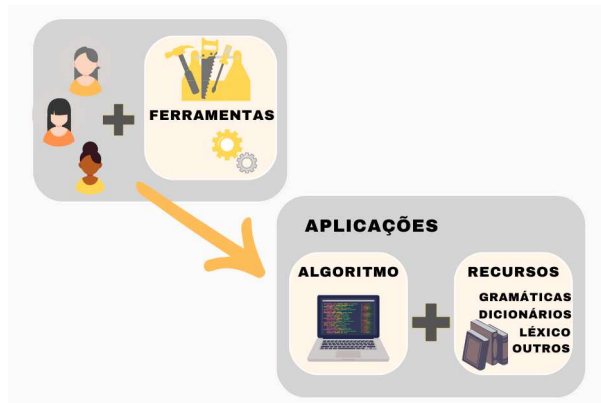 FERRAMENTAS
APLICAÇÕES
ALGORITMO
RECURSOS
GRAMÁTICAS
DICIONÁRIOS
LÉXICO
OUTROS